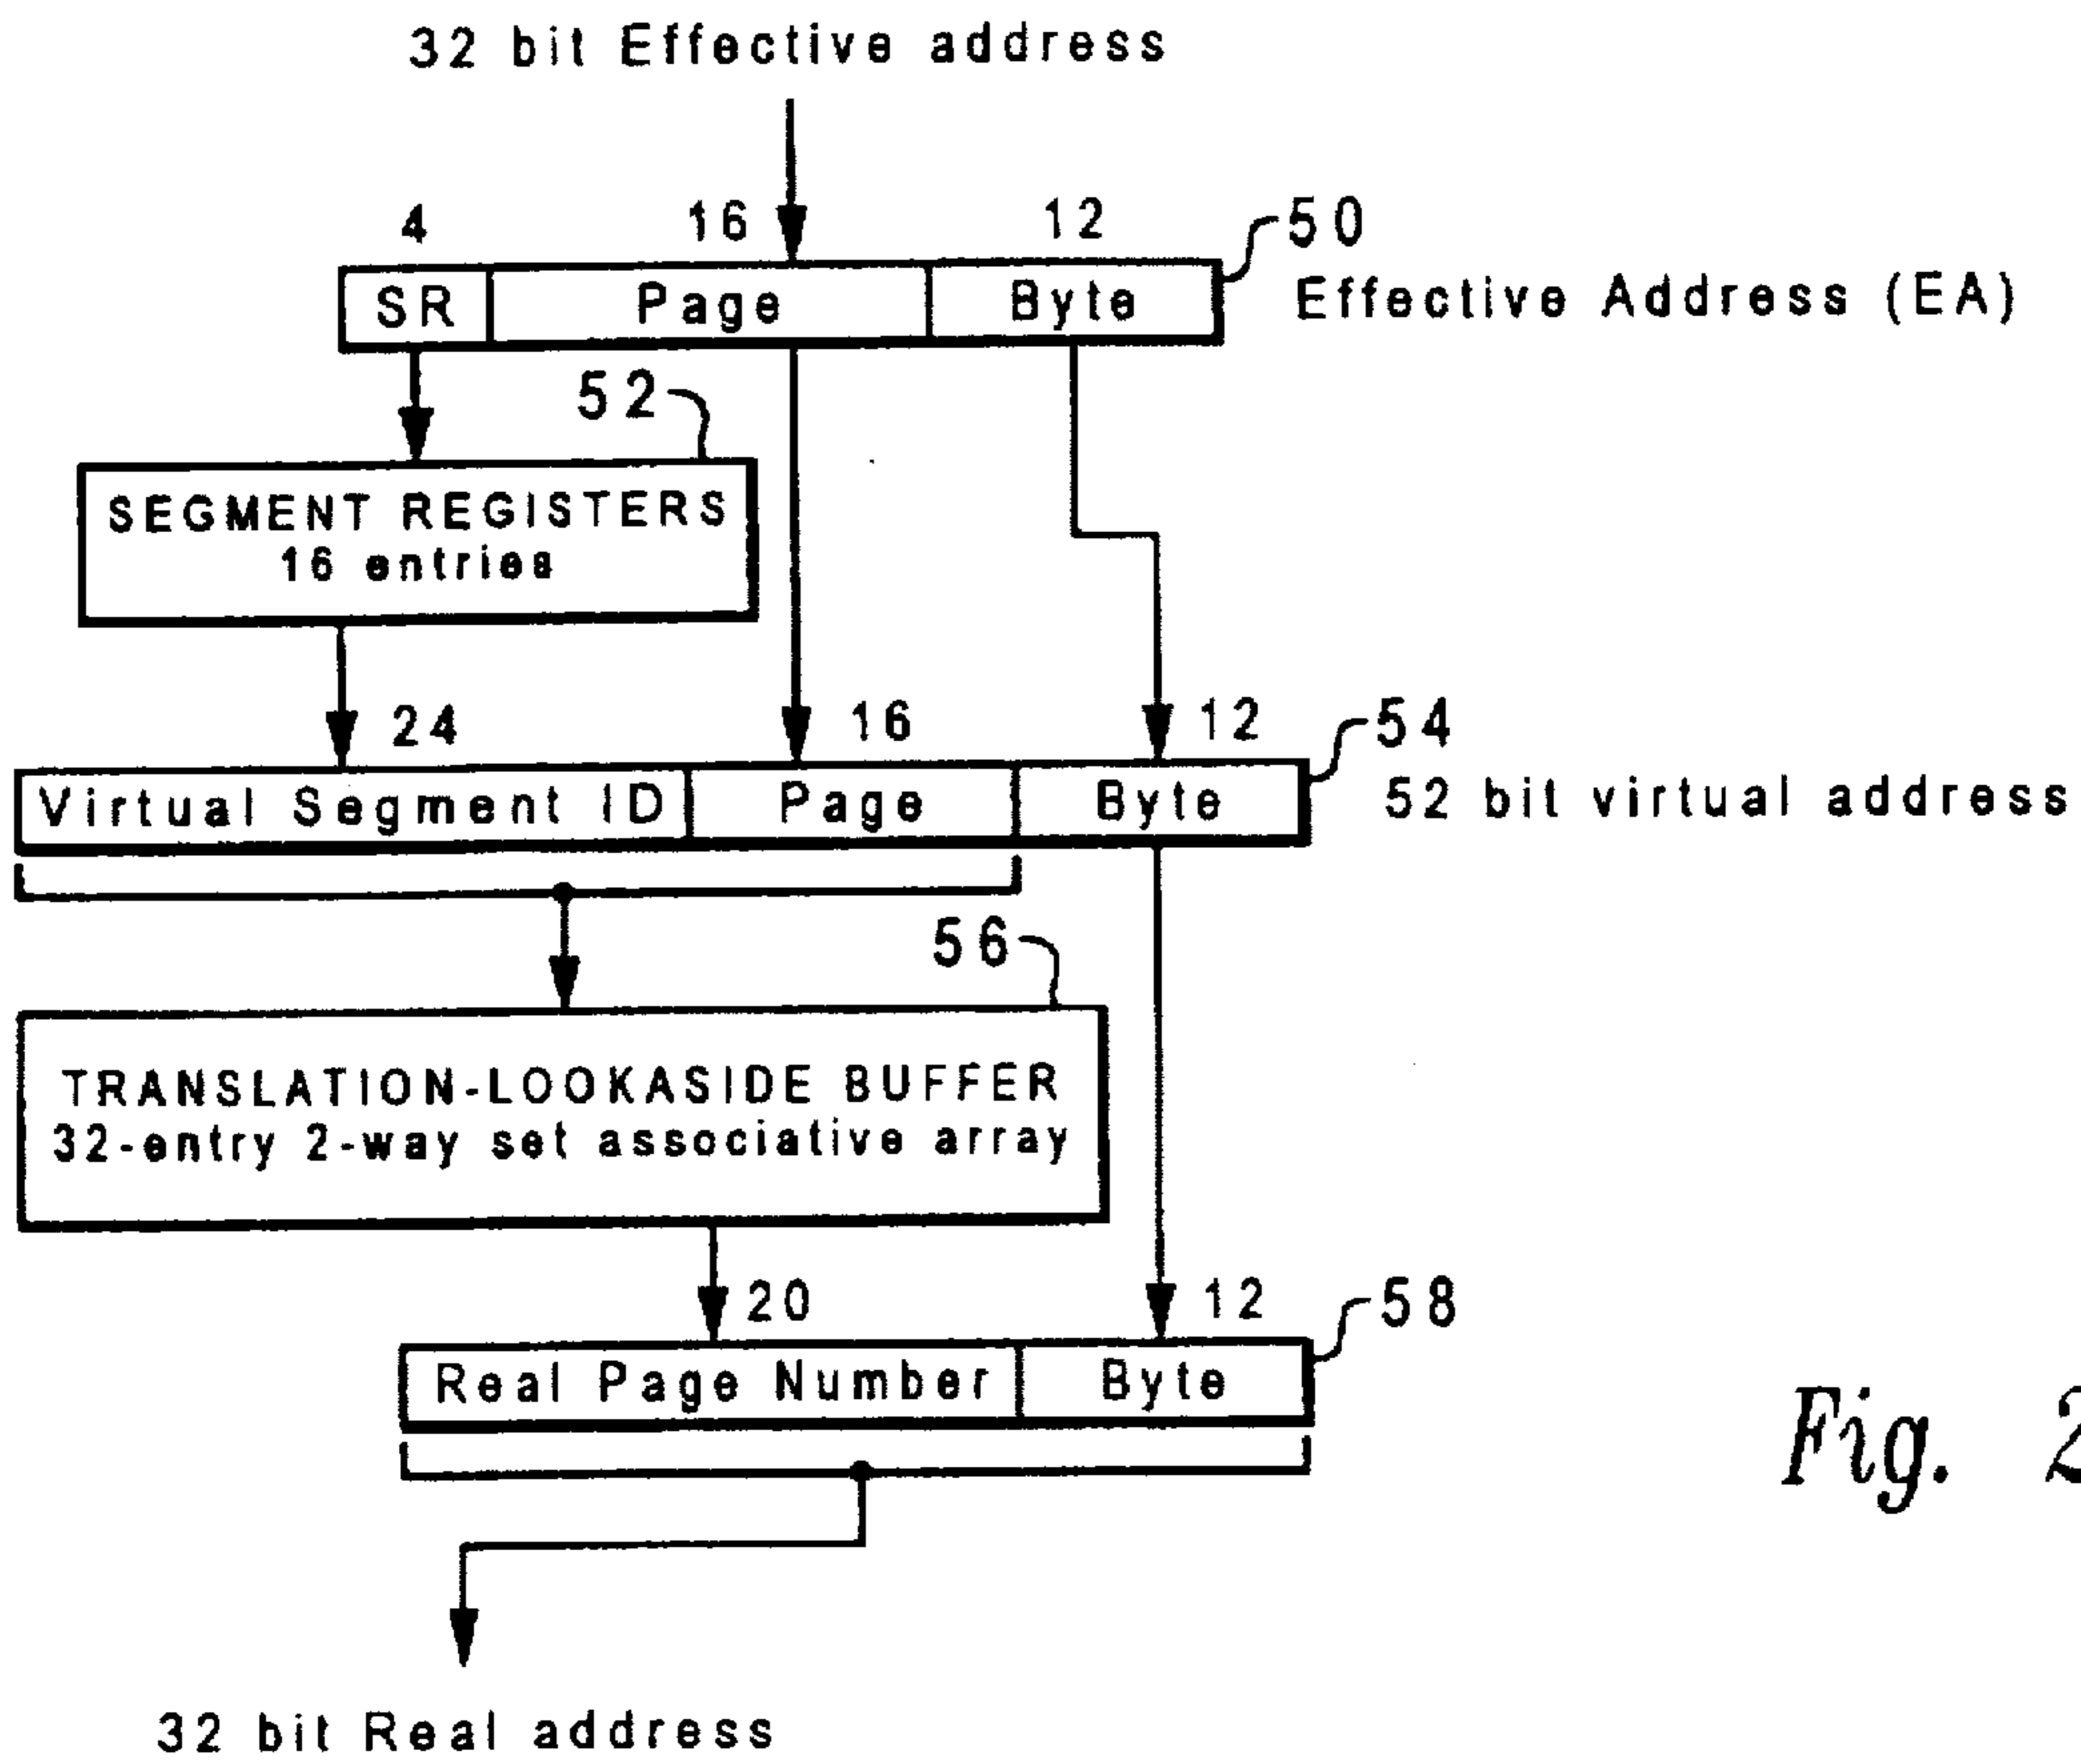 32 bit Effective address
4 16 12 50
SR Page Byte Effective Address (EA)
52
SEGMENT REGISTERS
16 entries
24 16 12 54
Virtual Segment ID Page Byte 52 bit virtual address
56
TRANSLATION-LOOKASIDE BUFFER
32-entry 2-way set associative array
20 12 58
Real Page Number Byte
Fig. 2
32 bit Real address